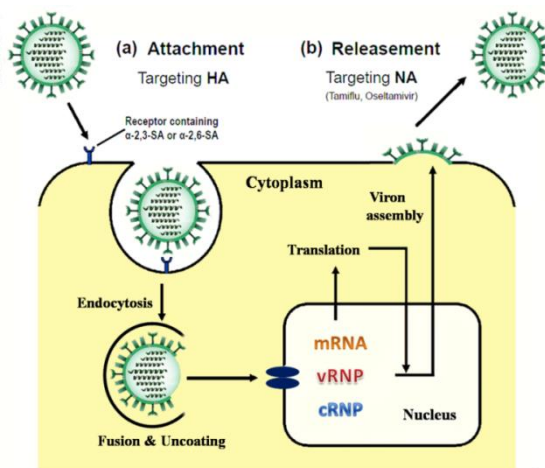 (a) Attachment
Targeting HA
(b) Releasement
Targeting NA
(Tamiflu, Oseltamivir)
Receptor containing
α-2,3-SA or α-2,6-SA
Cytoplasm
Viron
assembly
Translation
Endocytosis
mRNA
vRNP
cRNP
Nucleus
Fusion & Uncoating